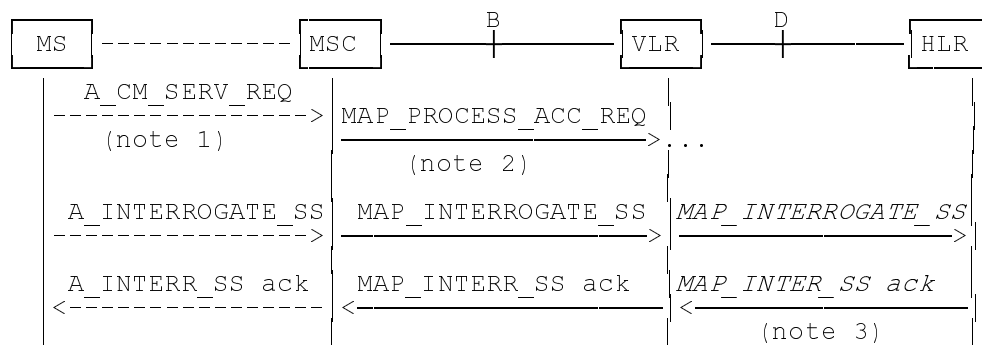 B D
MS MSC VLR HLR
A_CM_SERV_REQ
MAP_PROCESS_ACC_REQ
(note 1) ...
(note 2)
A_INTERROGATE_SS MAP_INTERROGATE_SS MAP_INTERROGATE_SS
A_INTERR_SS ack MAP_INTERR_SS ack MAP_INTER_SS ack
(note 3)